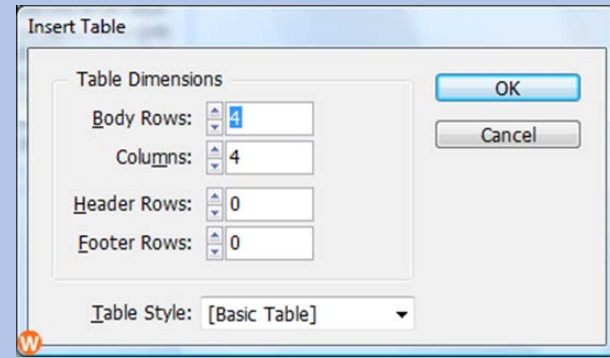 Insert Table
Table Dimensions
Body Rows: 4
Columns: 4
Header Rows: 0
Footer Rows: 0
Table Style: [Basic Table]
OK
Cancel
W